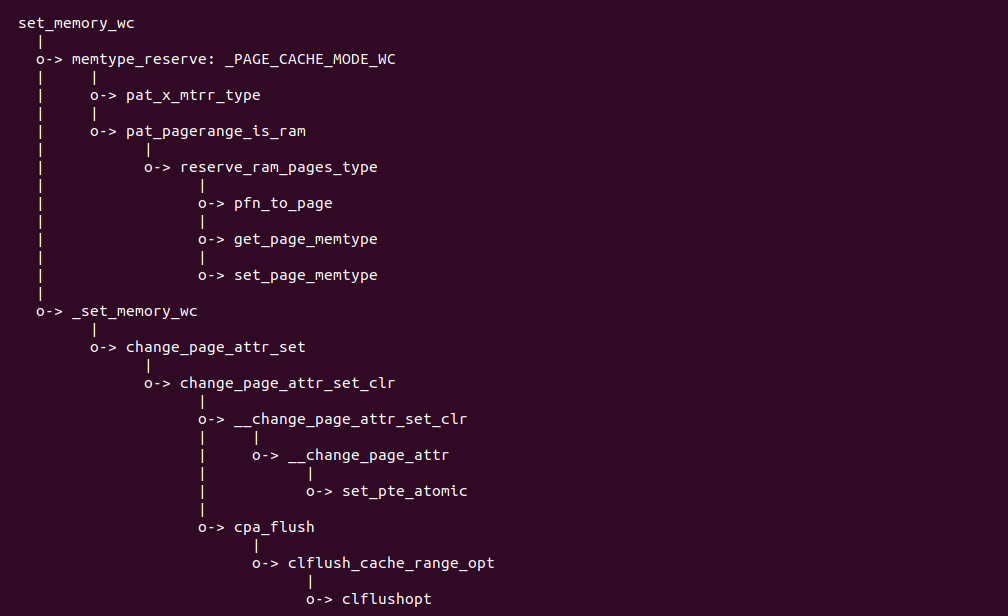 set_memory_wc
  |
  o-> memtype_reserve: _PAGE_CACHE_MODE_WC
  |     |
  |     o-> pat_x_mtrr_type
  |     |
  |     o-> pat_pagerange_is_ram
  |           |
  |           o-> reserve_ram_pages_type
  |                 |
  |                 o-> pfn_to_page
  |                 |
  |                 o-> get_page_memtype
  |                 |
  |                 o-> set_page_memtype
  |
  o-> _set_memory_wc
        |
        o-> change_page_attr_set
              |
              o-> change_page_attr_set_clr
                    |
                    o-> __change_page_attr_set_clr
                    |     |
                    |     o-> __change_page_attr
                    |           |
                    |           o-> set_pte_atomic
                    |
                    o-> cpa_flush
                          |
                          o-> clflush_cache_range_opt
                                |
                                o-> clflushopt